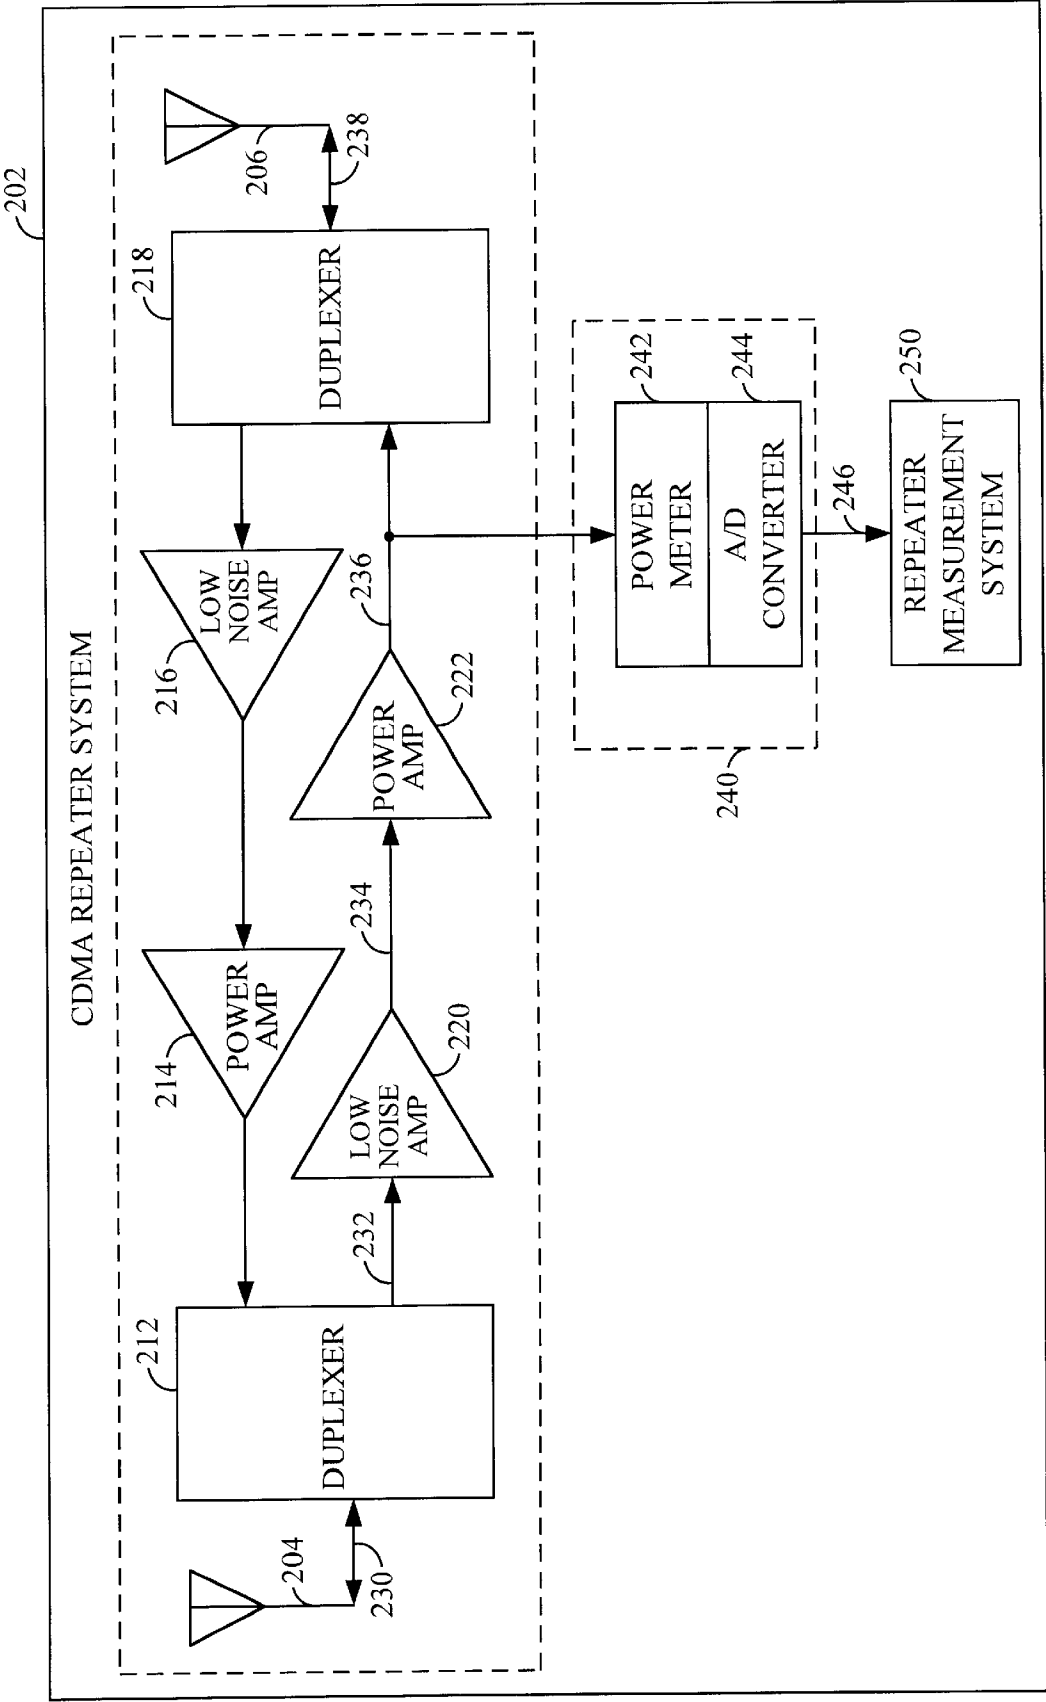 CDMA REPEATER SYSTEM
202
204
230
212
DUPLEXER
214
POWER
AMP
216
LOW
NOISE
AMP
218
DUPLEXER
206
238
232
LOW
NOISE
AMP
220
234
POWER
AMP
222
236
240
POWER
METER
242
A/D
CONVERTER
244
246
REPEATER
MEASUREMENT
SYSTEM
250